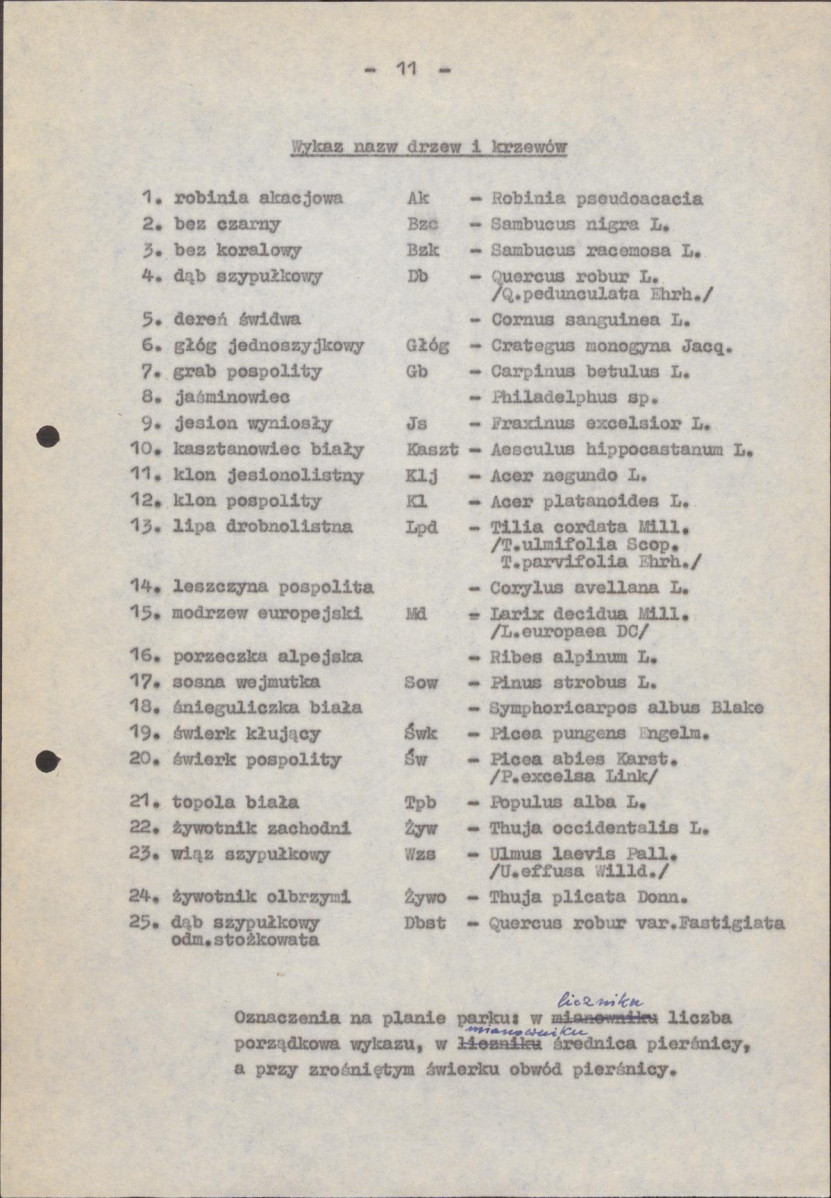 - 11 -
Wykaz nazw drzew i krzewów
1. robinia akacjowa Ak - Robinia pseudoacacia
2. bez czarny Bzc - Sambucus nigra L.
3. bez koralowy Bzk - Sambucus racemosa L.
4. dąb szypułkowy Db - Quercus robur L.
/Q.pedunculata Ehrh./
5. dereń świdwa - Cornus sanguinea L.
6. głóg jednoszyjkowy Głóg - Crategus monogyna Jacq.
7. grab pospolity Gb - Carpinus betulus L.
8. jaśminowiec - Philadelphus sp.
9. jesion wyniosły Js - Fraxinus excelsior L.
10. kasztanowiec biały Kaszt - Aesculus hippocastanum L.
11. klon jesionolistny Klj - Acer negundo L.
12. klon pospolity Kl - Acer platanoides L.
13. lipa drobnolistna Lpd - Tilia cordata Mill.
/T.ulmifolia Scop.
T.parvifolia Ehrh./
14. leszczyna pospolita - Corylus avellana L.
15. modrzew europejski Md = Larix decidua Mill.
/L.europaea DC/
16. porzeczka alpejska - Ribes alpinum L.
17. sosna wejmutka Sow - Pinus strobus L.
18. śnieguliczka biała - Symphoricarpos albus Blake
19. świerk kłujący Świk - Picea pungens Engelm.
20. świerk pospolity Św - Picea abies Karst.
/P.excelsa Link/
21. topola biała Tpb - Populus alba L.
22. żywotnik zachodni Żyw - Thuja occidentalis L.
23. wiąz szypułkowy Wzs - Ulmus laevis Pall.
/U.effusa Willd./
24. żywotnik olbrzymi Żywo - Thuja plicata Donn.
25. dąb szypułkowy Dbst - Quercus robur var.Fastigiata
odm.stożkowata
liczniku
Oznaczenia na planie parku: w mianowniku liczba
mianowniku
porządkowa wykazu, w liczniku średnica pierśnicy,
a przy zrośniętym świerku obwód pierśnicy.